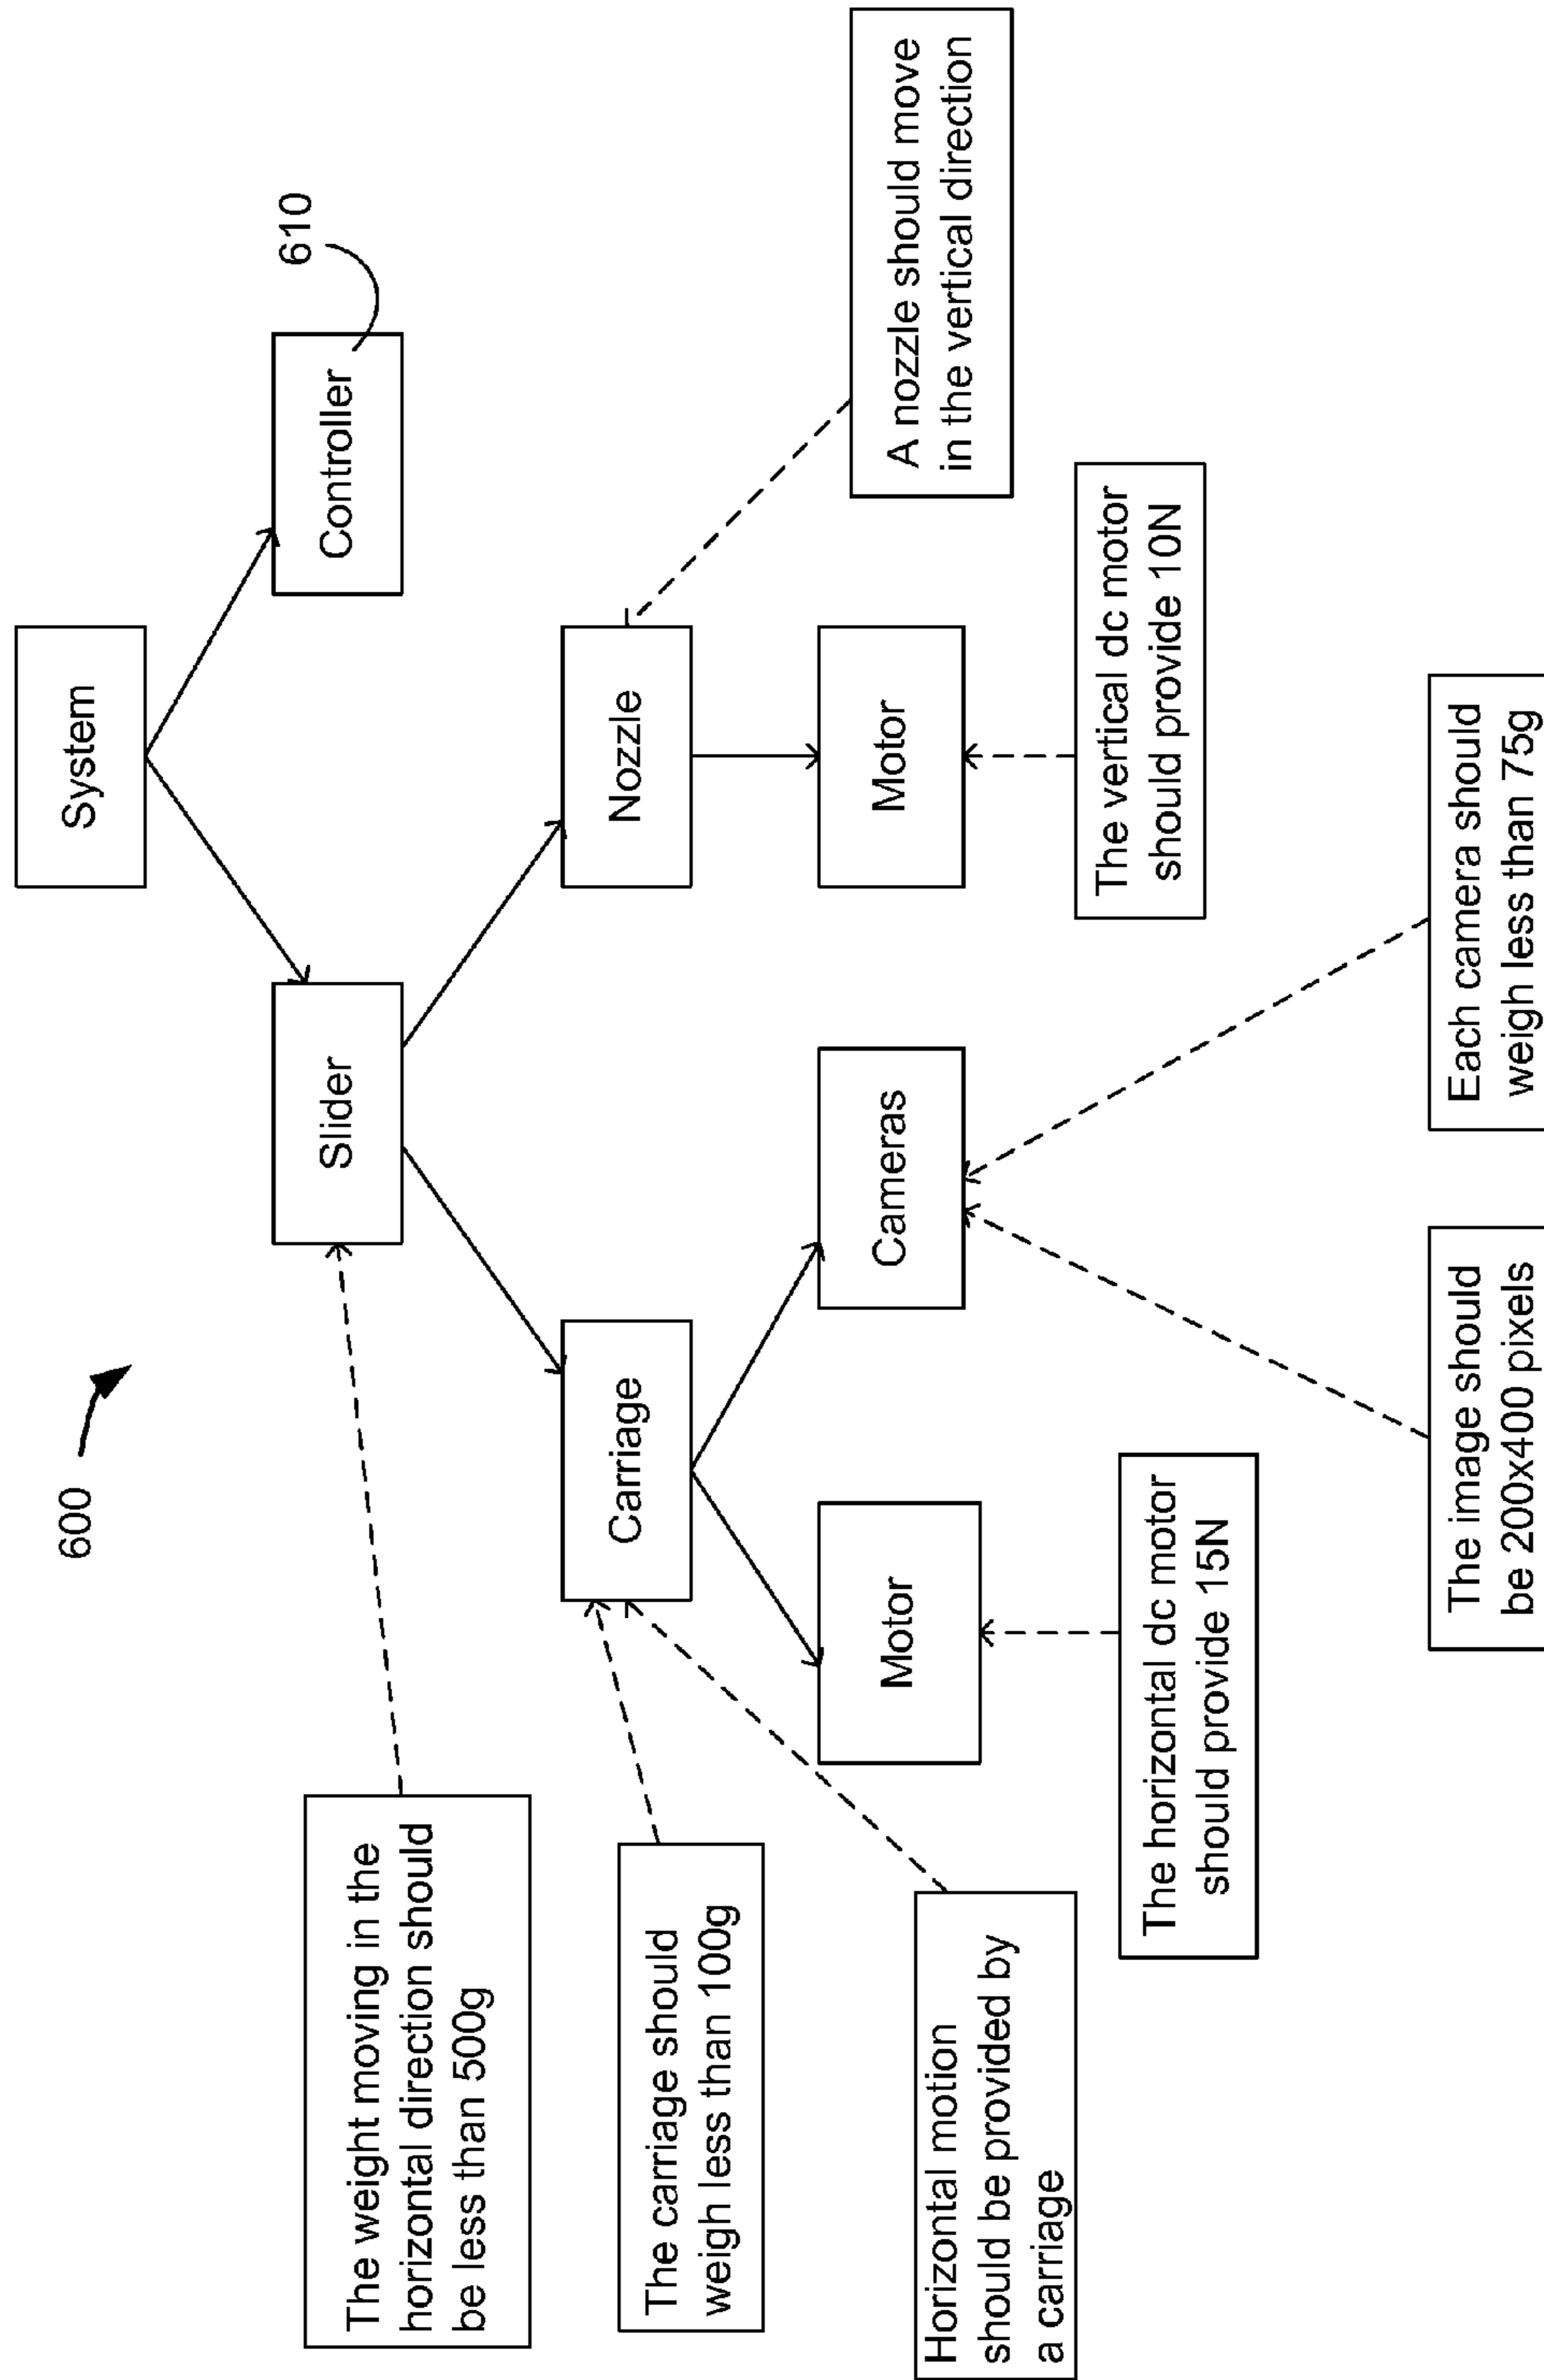 600
System
Slider
Controller
610
The weight moving in the
horizontal direction should
be less than 500g
Carriage
Nozzle
The carriage should
weigh less than 100g
Motor
Cameras
Motor
A nozzle should move
in the vertical direction
Horizontal motion
should be provided by
a carriage
The vertical dc motor
should provide 10N
The horizontal dc motor
should provide 15N
The image should
be 200x400 pixels
Each camera should
weigh less than 75g